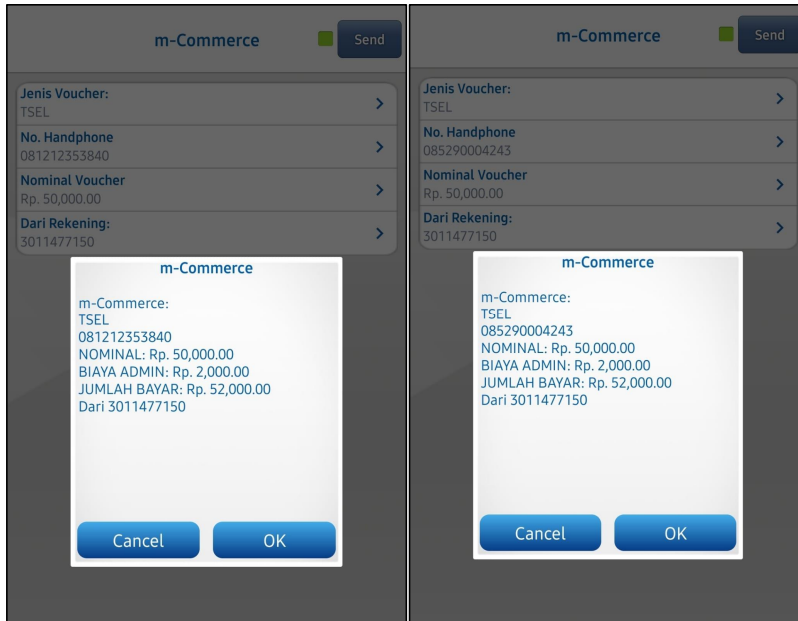 m-Commerce
Send
Jenis Voucher:
TSEL
No. Handphone
081212353840
Nominal Voucher
Rp. 50,000.00
Dari Rekening:
3011477150
m-Commerce
m-Commerce:
TSEL
081212353840
NOMINAL: Rp. 50,000.00
BIAYA ADMIN: Rp. 2,000.00
JUMLAH BAYAR: Rp. 52,000.00
Dari 3011477150
Cancel
OK
m-Commerce
Send
Jenis Voucher:
TSEL
No. Handphone
085290004243
Nominal Voucher
Rp. 50,000.00
Dari Rekening:
3011477150
m-Commerce
m-Commerce:
TSEL
085290004243
NOMINAL: Rp. 50,000.00
BIAYA ADMIN: Rp. 2,000.00
JUMLAH BAYAR: Rp. 52,000.00
Dari 3011477150
Cancel
OK